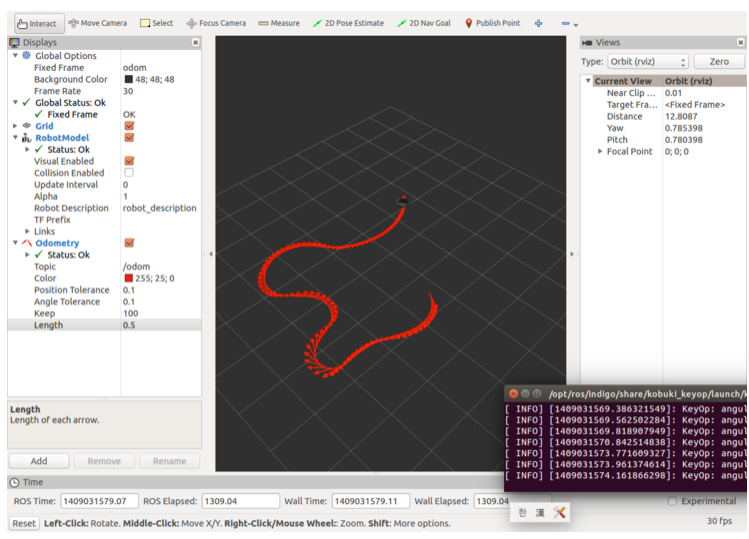 Interact Move Camera Select Focus Camera Measure 2D Pose Estimate 2D Nav Goal Publish Point
Displays
Global Options
Fixed Frame odom
Background Color 48; 48; 48
Frame Rate 30
Global Status: Ok
Fixed Frame OK
Grid
RobotModel
Status: Ok
Visual Enabled
Collision Enabled
Update Interval 0
Alpha 1
Robot Description robot_description
TF Prefix
Links
Odometry
Status: Ok
Topic /odom
Color 255; 25; 0
Position Tolerance 0.1
Angle Tolerance 0.1
Keep 100
Length 0.5
Length
Length of each arrow.
Add Remove Rename
Views
Type: Orbit (rviz) Zero
Current View Orbit (rviz)
Near Clip ... 0.01
Target Fra... <Fixed Frame>
Distance 12.8087
Yaw 0.785398
Pitch 0.780398
Focal Point 0; 0; 0
/opt/ros/indigo/share/kobuki_keyop/launch/k
[ INFO] [1409031569.386321549]: KeyOp: angul
[ INFO] [1409031569.562502284]: KeyOp: angul
[ INFO] [1409031569.818907949]: KeyOp: angul
[ INFO] [1409031570.842514838]: KeyOp: angul
[ INFO] [1409031573.771609327]: KeyOp: angul
[ INFO] [1409031573.961374614]: KeyOp: angul
[ INFO] [1409031574.161866298]: KeyOp: angul
Time
ROS Time: 1409031579.07 ROS Elapsed: 1309.04 Wall Time: 1409031579.11 Wall Elapsed: 1309.04 Experimental
한 漢
Reset Left-Click: Rotate. Middle-Click: Move X/Y. Right-Click/Mouse Wheel:: Zoom. Shift: More options. 30 fps